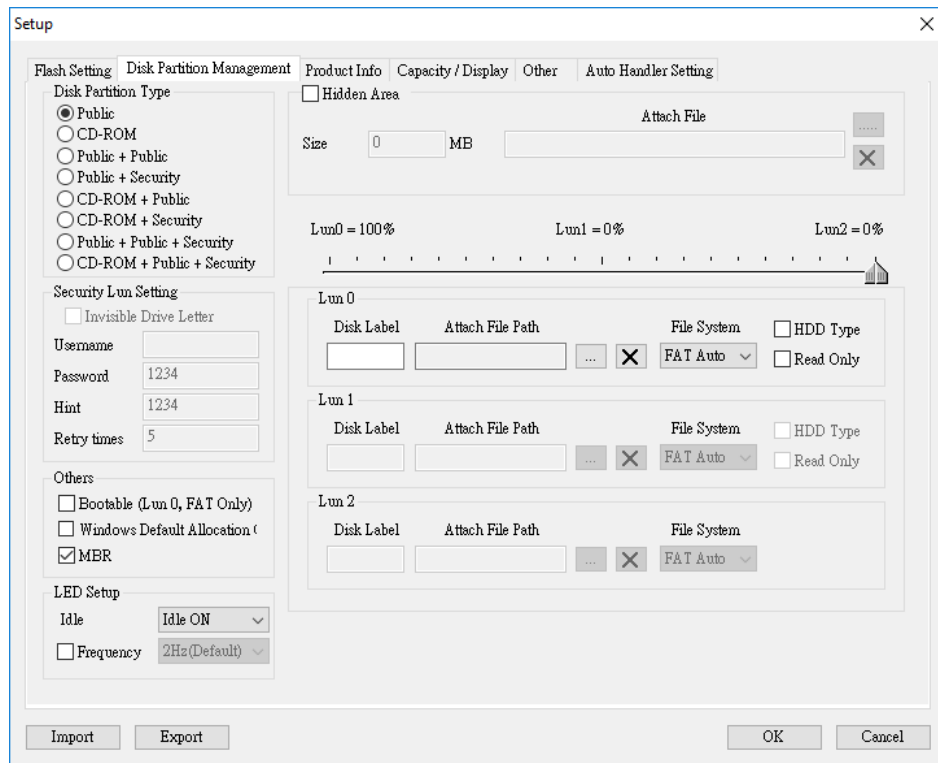 Setup
Flash Setting Disk Partition Management Product Info Capacity / Display Other Auto Handler Setting
Disk Partition Type
Public
CD-ROM
Public + Public
Public + Security
CD-ROM + Public
CD-ROM + Security
Public + Public + Security
CD-ROM + Public + Security
Security Lun Setting
Invisible Drive Letter
Username
Password 1234
Hint 1234
Retry times 5
Others
Bootable (Lun 0, FAT Only)
Windows Default Allocation (
MBR
LED Setup
Idle Idle ON
Frequency 2Hz(Default)
Hidden Area
Attach File
Size 0 MB .....
Lun0 = 100% Lun1 = 0% Lun2 = 0%
Lun 0
Disk Label Attach File Path File System HDD Type
... FAT Auto Read Only
Lun 1
Disk Label Attach File Path File System HDD Type
... FAT Auto Read Only
Lun 2
Disk Label Attach File Path File System
... FAT Auto
Import Export OK Cancel